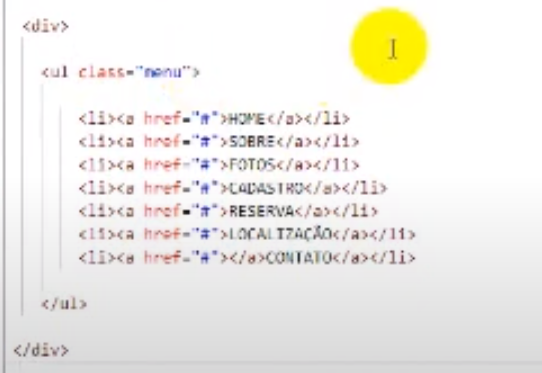 <div>
<ul class="menu">
<li><a href="#">HOME</a></li>
<li><a href="#">SOBRE</a></li>
<li><a href="#">FOTOS</a></li>
<li><a href="#">CADASTRO</a></li>
<li><a href="#">RESERVA</a></li>
<li><a href="#">LOCALIZAÇÃO</a></li>
<li><a href="#"></a>CONTATO</a></li>
</ul>
</div>